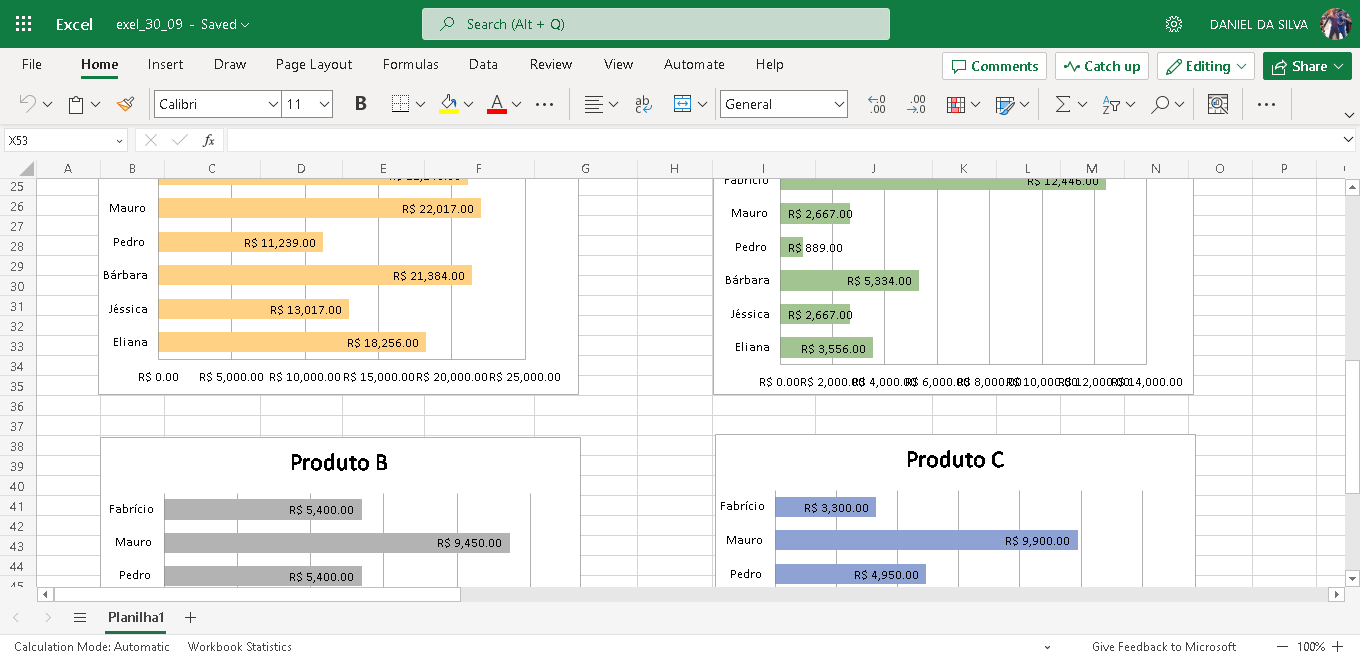 Excel exel_30_09 - Saved Search (Alt + Q) DANIEL DA SILVA
File Home Insert Draw Page Layout Formulas Data Review View Automate Help Comments Catch up Editing Share
Calibri 11 B A ab General .00 .00
X53 fx
A B C D E F G H I J K L M N O P
25
26
27
28
29
30
31
32
33
34
35
36
37
38
39
40
41
42
43
44
45
Mauro R$ 22,017.00
Pedro R$ 11,239.00
Bárbara R$ 21,384.00
Jéssica R$ 13,017.00
Eliana R$ 18,256.00
R$ 0.00 R$ 5,000.00 R$ 10,000.00 R$ 15,000.00 R$ 20,000.00 R$ 25,000.00
Fabrício R$ 12,446.00
Mauro R$ 2,667.00
Pedro R$ 889.00
Bárbara R$ 5,334.00
Jéssica R$ 2,667.00
Eliana R$ 3,556.00
R$ 0.00 R$ 2,000.00 R$ 4,000.00 R$ 6,000.00 R$ 8,000.00 R$ 10,000.00 R$ 12,000.00 R$ 14,000.00
Produto B
Fabrício R$ 5,400.00
Mauro R$ 9,450.00
Pedro R$ 5,400.00
Produto C
Fabrício R$ 3,300.00
Mauro R$ 9,900.00
Pedro R$ 4,950.00
Planilha1
Calculation Mode: Automatic Workbook Statistics Give Feedback to Microsoft 100%